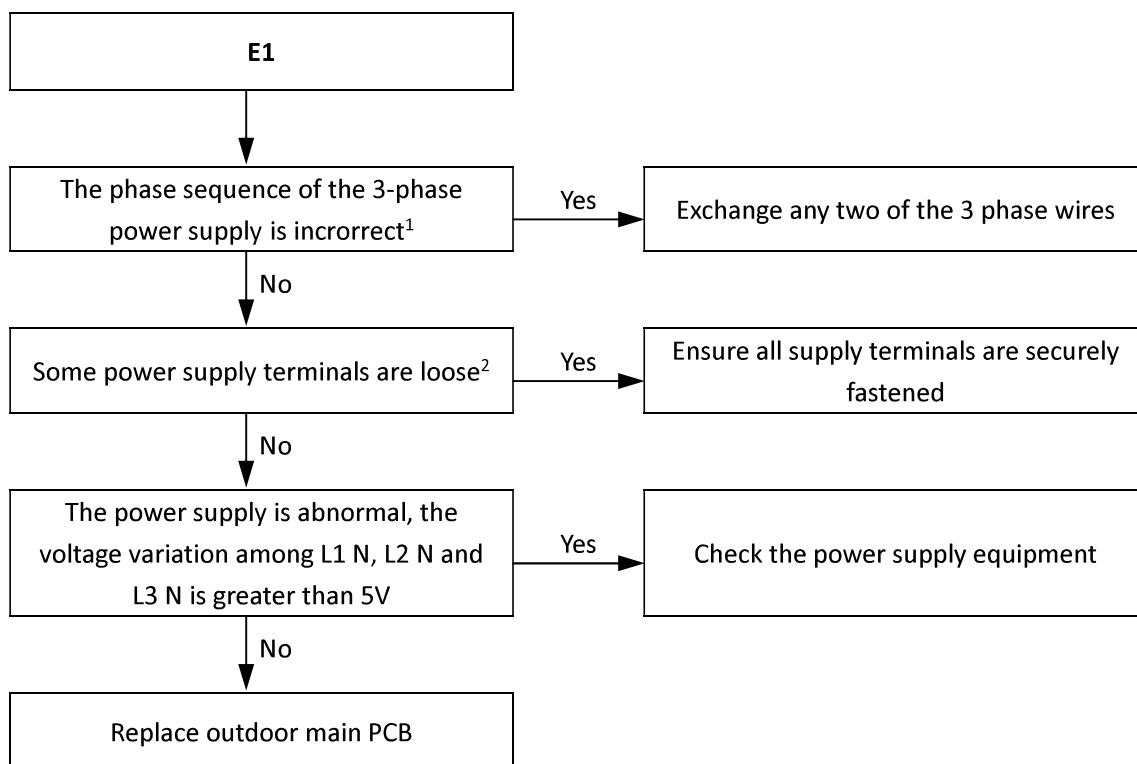 E1
The phase sequence of the 3-phase
power supply is incrorrect¹
Yes
Exchange any two of the 3 phase wires
No
Some power supply terminals are loose²
Yes
Ensure all supply terminals are securely
fastened
No
The power supply is abnormal, the
voltage variation among L1 N, L2 N and
L3 N is greater than 5V
Yes
Check the power supply equipment
No
Replace outdoor main PCB